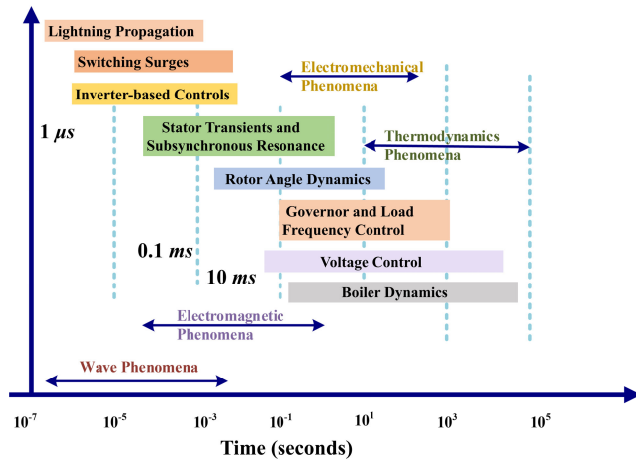 Lightning Propagation
Switching Surges
Electromechanical
Phenomena
Inverter-based Controls
1 μs
Stator Transients and
Subsynchronous Resonance
Thermodynamics
Phenomena
Rotor Angle Dynamics
Governor and Load
Frequency Control
0.1 ms
10 ms
Voltage Control
Boiler Dynamics
Electromagnetic
Phenomena
Wave Phenomena
10⁻⁷ 10⁻⁵ 10⁻³ 10⁻¹ 10¹ 10³ 10⁵
Time (seconds)